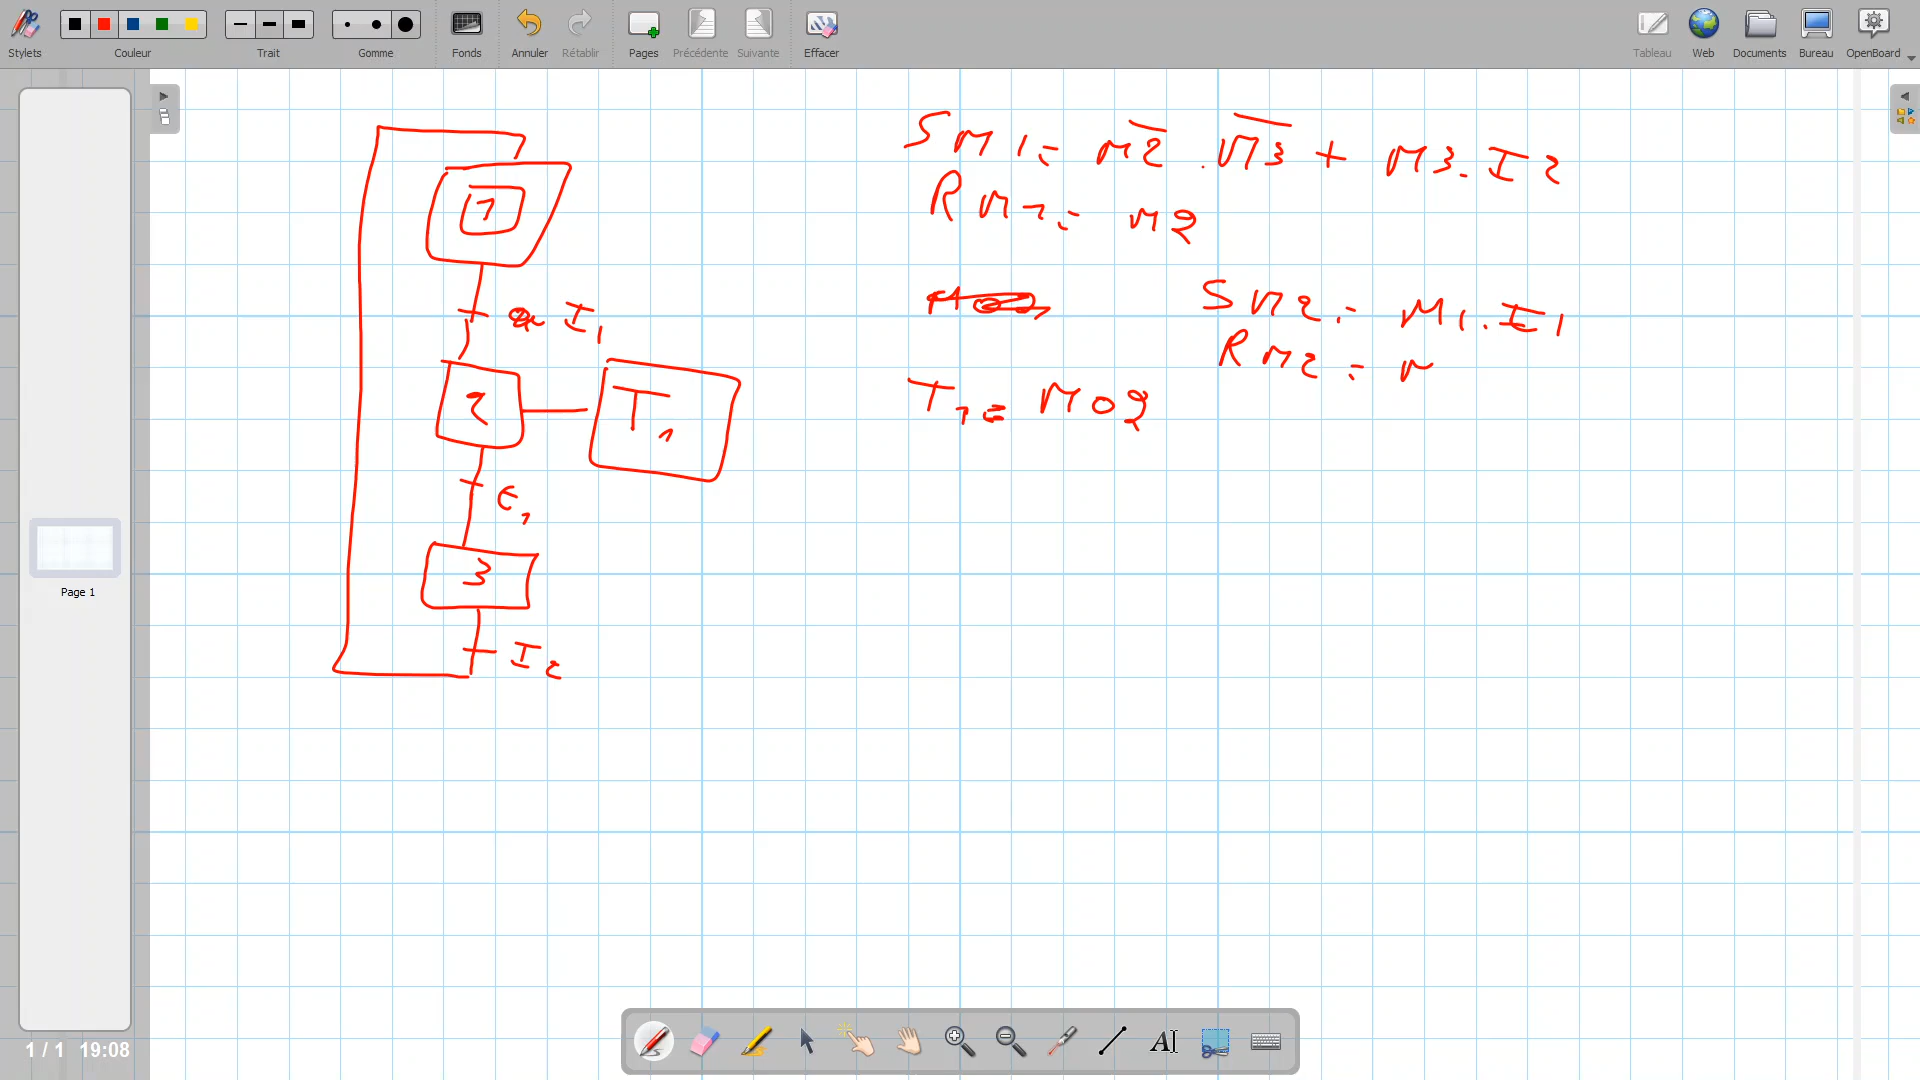 Stylets
Couleur
Trait
Gomme
Fonds
Annuler
Rétablir
Pages
Précédente
Suivante
Effacer
Tableau
Web
Documents
Bureau
OpenBoard
1
I1
2
T1
t1
3
I2
SM1 = M̅2̅ . M̅3̅ + M3 . I2
RM1 = M2
SM2 = M1 . I1
RM2 = M
T1 = M02
Page 1
1 / 1 19:08